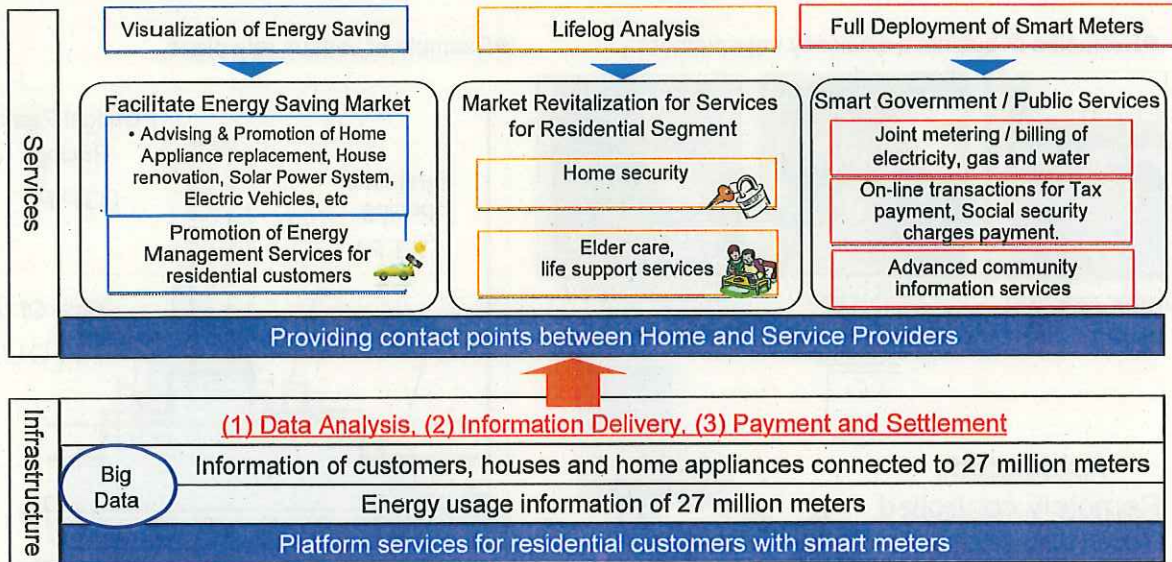 Services
Visualization of Energy Saving
Lifelog Analysis
Full Deployment of Smart Meters
Facilitate Energy Saving Market
• Advising & Promotion of Home
Appliance replacement, House
renovation, Solar Power System,
Electric Vehicles, etc
Promotion of Energy
Management Services for
residential customers
Market Revitalization for Services
for Residential Segment
Home security
Elder care,
life support services
Smart Government / Public Services
Joint metering / billing of
electricity, gas and water
On-line transactions for Tax
payment, Social security
charges payment.
Advanced community
information services
Providing contact points between Home and Service Providers
Infrastructure
(1) Data Analysis, (2) Information Delivery, (3) Payment and Settlement
Big
Data
Information of customers, houses and home appliances connected to 27 million meters
Energy usage information of 27 million meters
Platform services for residential customers with smart meters